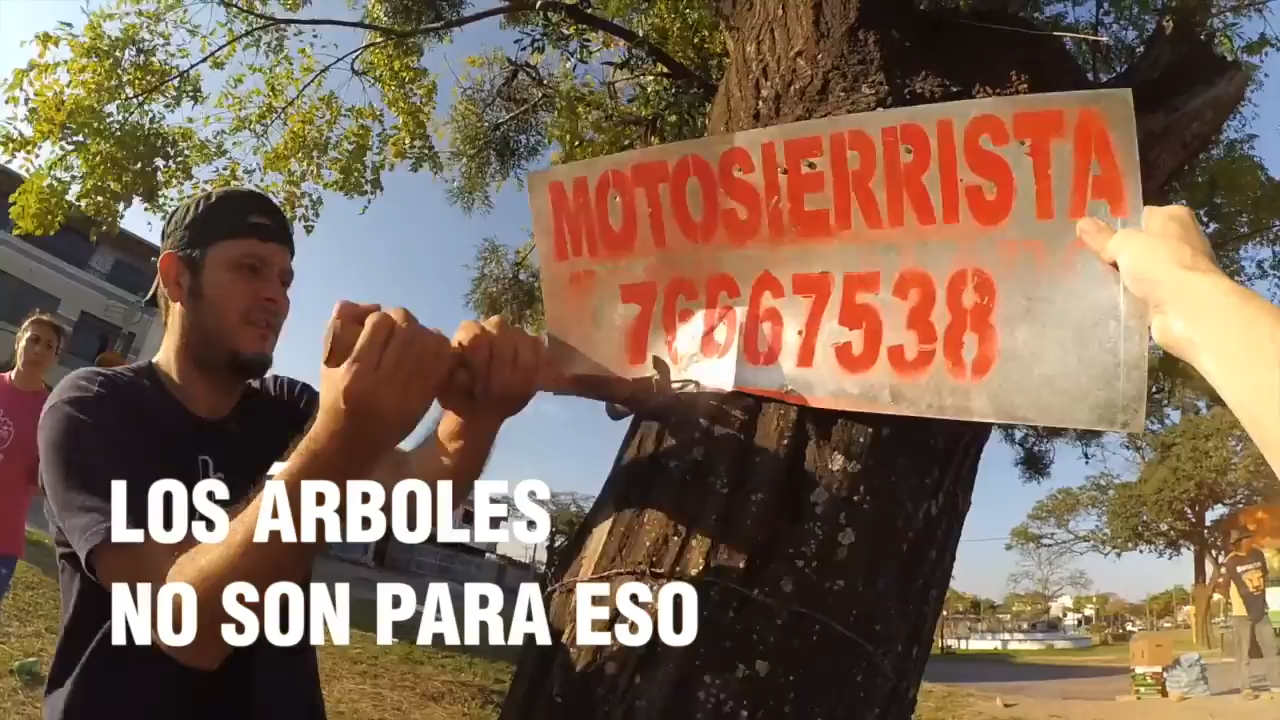 MOTOSIERRISTA
76667538
LOS ÁRBOLES
NO SON PARA ESO